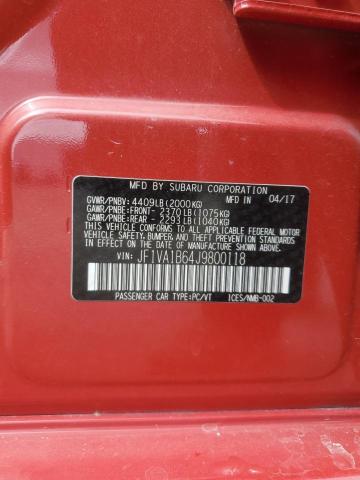 MFD BY SUBARU CORPORATION
GVWR/PNBV: 4409LB(2000KG) 04/17
GAWR/PNBE:FRONT- 2370LB(1075KG)
GAWR/PNBE:REAR - 2293LB(1040KG)
THIS VEHICLE CONFORMS TO ALL APPLICABLE FEDERAL MOTOR
VEHICLE SAFETY, BUMPER, AND THEFT PREVENTION STANDARDS
IN EFFECT ON THE DATE OF MANUFACTURE SHOWN ABOVE.
VIN: JF1VA1B64J9800118
PASSENGER CAR TYPE:PC/VT ICES/NMB-002